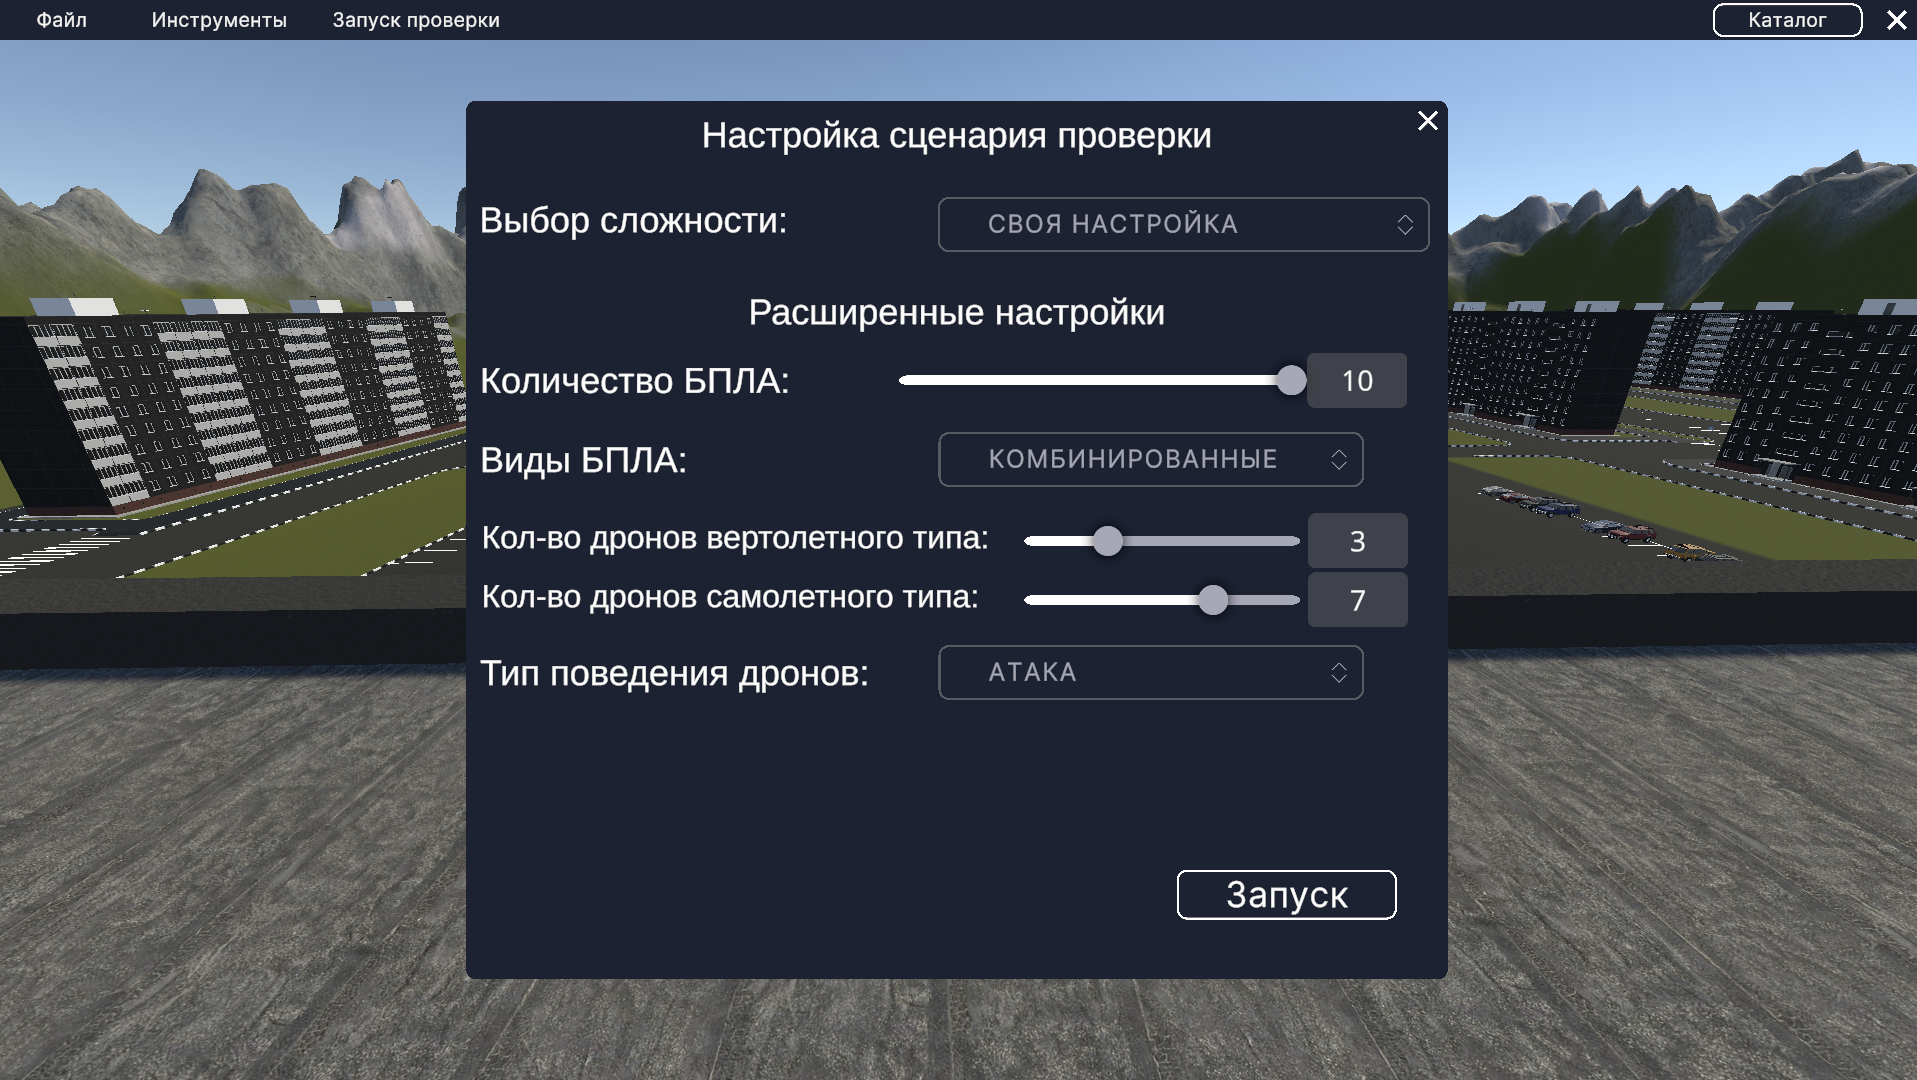 Файл Инструменты Запуск проверки Каталог
Настройка сценария проверки
Выбор сложности: СВОЯ НАСТРОЙКА
Расширенные настройки
Количество БПЛА: 10
Виды БПЛА: КОМБИНИРОВАННЫЕ
Кол-во дронов вертолетного типа: 3
Кол-во дронов самолетного типа: 7
Тип поведения дронов: АТАКА
Запуск